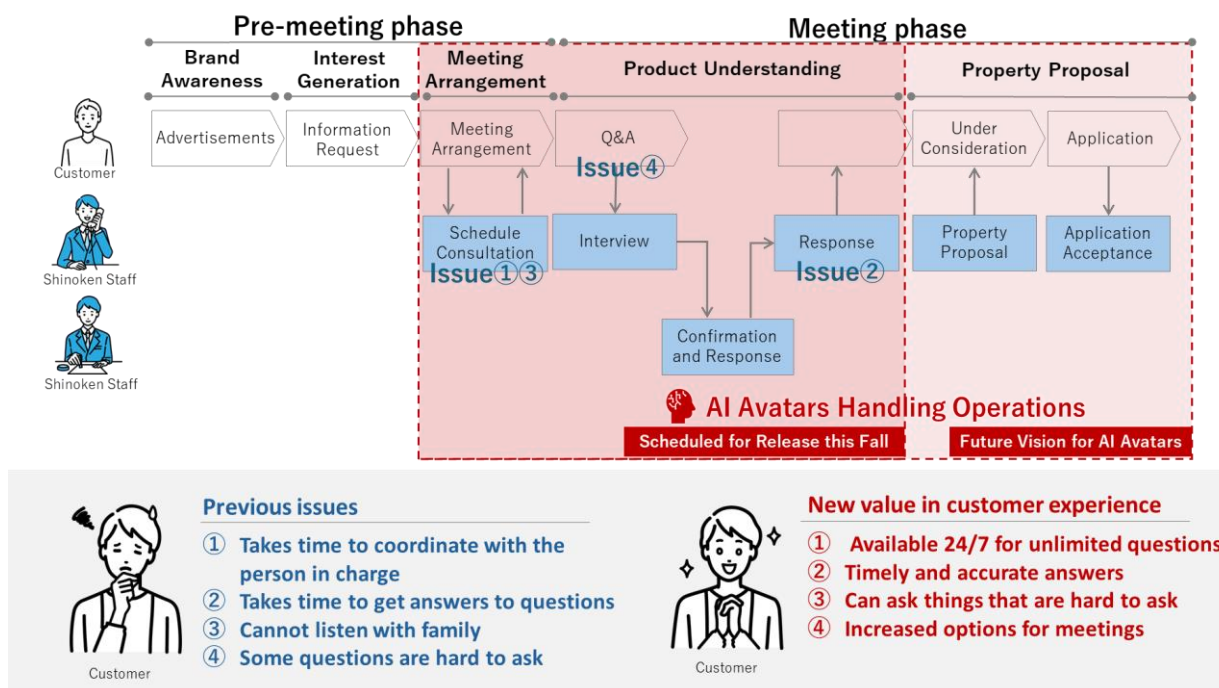 Pre-meeting phase
Meeting phase
Brand
Awareness
Interest
Generation
Meeting
Arrangement
Product Understanding
Property Proposal
Customer
Advertisements
Information
Request
Meeting
Arrangement
Q&A
Issue④
Under
Consideration
Application
Shinoken Staff
Schedule
Consultation
Issue①③
Interview
Response
Issue②
Property
Proposal
Application
Acceptance
Shinoken Staff
Confirmation
and Response
AI Avatars Handling Operations
Scheduled for Release this Fall
Future Vision for AI Avatars
Customer
Previous issues
① Takes time to coordinate with the
person in charge
② Takes time to get answers to questions
③ Cannot listen with family
④ Some questions are hard to ask
Customer
New value in customer experience
① Available 24/7 for unlimited questions
② Timely and accurate answers
③ Can ask things that are hard to ask
④ Increased options for meetings